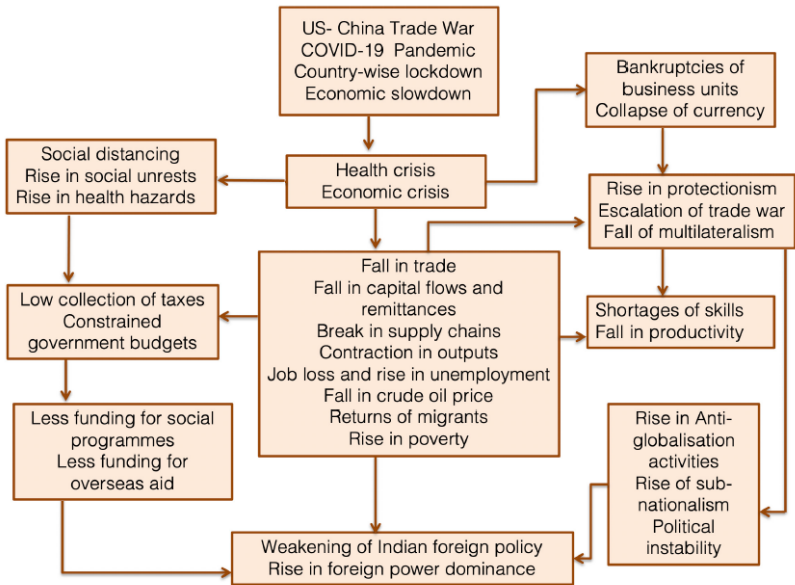 US- China Trade War
COVID-19 Pandemic
Country-wise lockdown
Economic slowdown
Bankruptcies of
business units
Collapse of currency
Social distancing
Rise in social unrests
Rise in health hazards
Health crisis
Economic crisis
Rise in protectionism
Escalation of trade war
Fall of multilateralism
Fall in trade
Fall in capital flows and
remittances
Break in supply chains
Contraction in outputs
Job loss and rise in unemployment
Fall in crude oil price
Returns of migrants
Rise in poverty
Low collection of taxes
Constrained
government budgets
Shortages of skills
Fall in productivity
Less funding for social
programmes
Less funding for
overseas aid
Rise in Anti-
globalisation
activities
Rise of sub-
nationalism
Political
instability
Weakening of Indian foreign policy
Rise in foreign power dominance